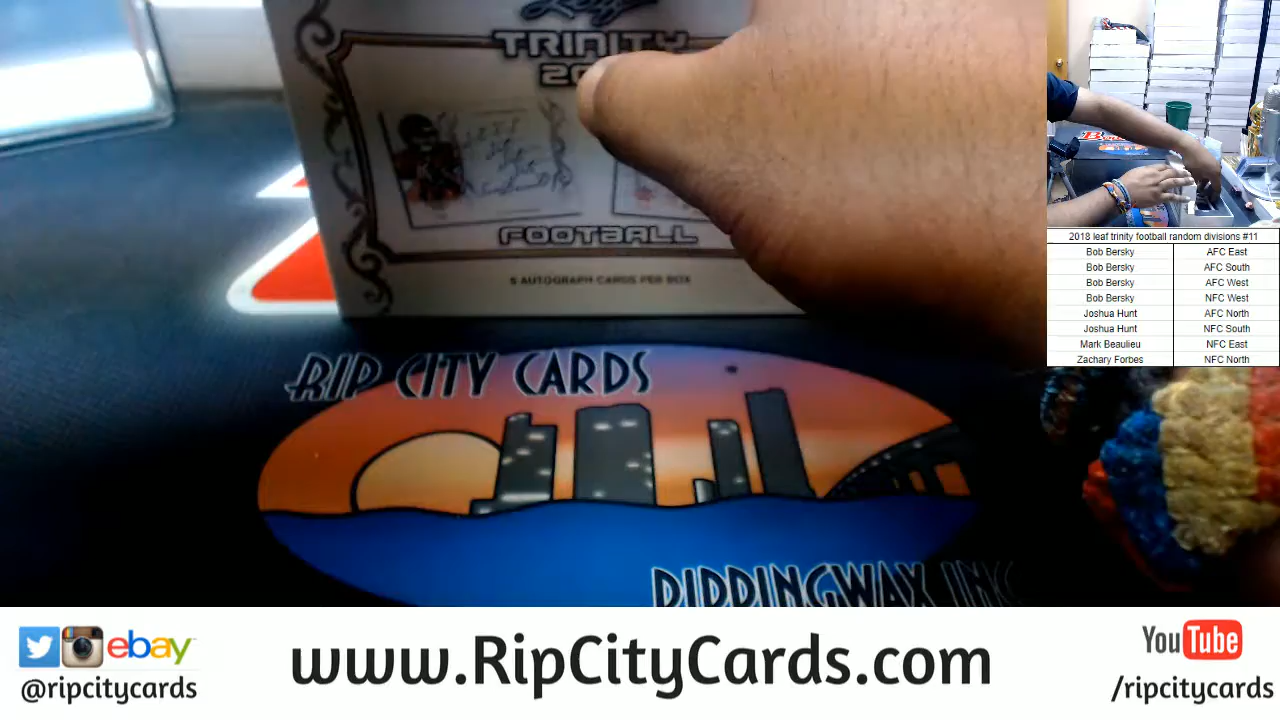 TRINITY
FOOTBALL
5 AUTOGRAPH CARDS PER BOX
RIP CITY CARDS
RIPPINGWAX INC
2018 leaf trinity football random divisions #11
Bob Bersky AFC East
Bob Bersky AFC South
Bob Bersky AFC West
Bob Bersky NFC West
Joshua Hunt AFC North
Joshua Hunt NFC South
Mark Beaulieu NFC East
Zachary Forbes NFC North
ebay
@ripcitycards
www.RipCityCards.com
YouTube
/ripcitycards